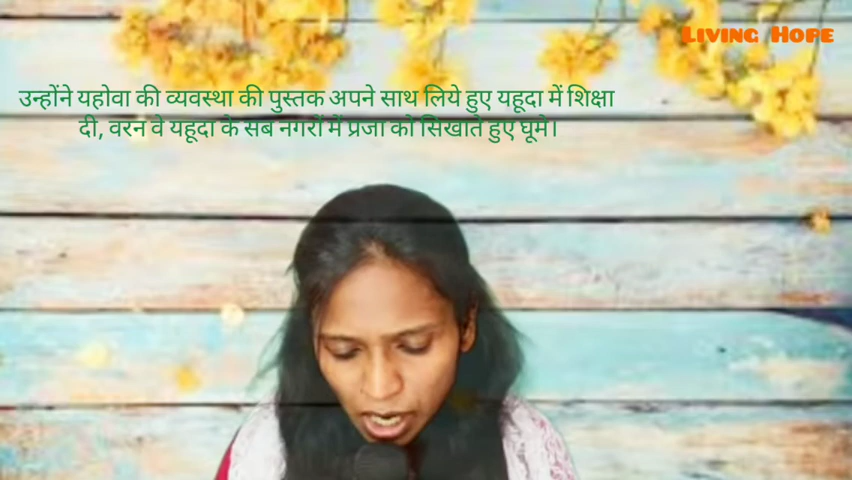 Living Hope
उन्होंने यहोवा की व्यवस्था की पुस्तक अपने साथ लिये हुए यहूदा में शिक्षा
दी, वरन वे यहूदा के सब नगरों में प्रजा को सिखाते हुए घूमे।